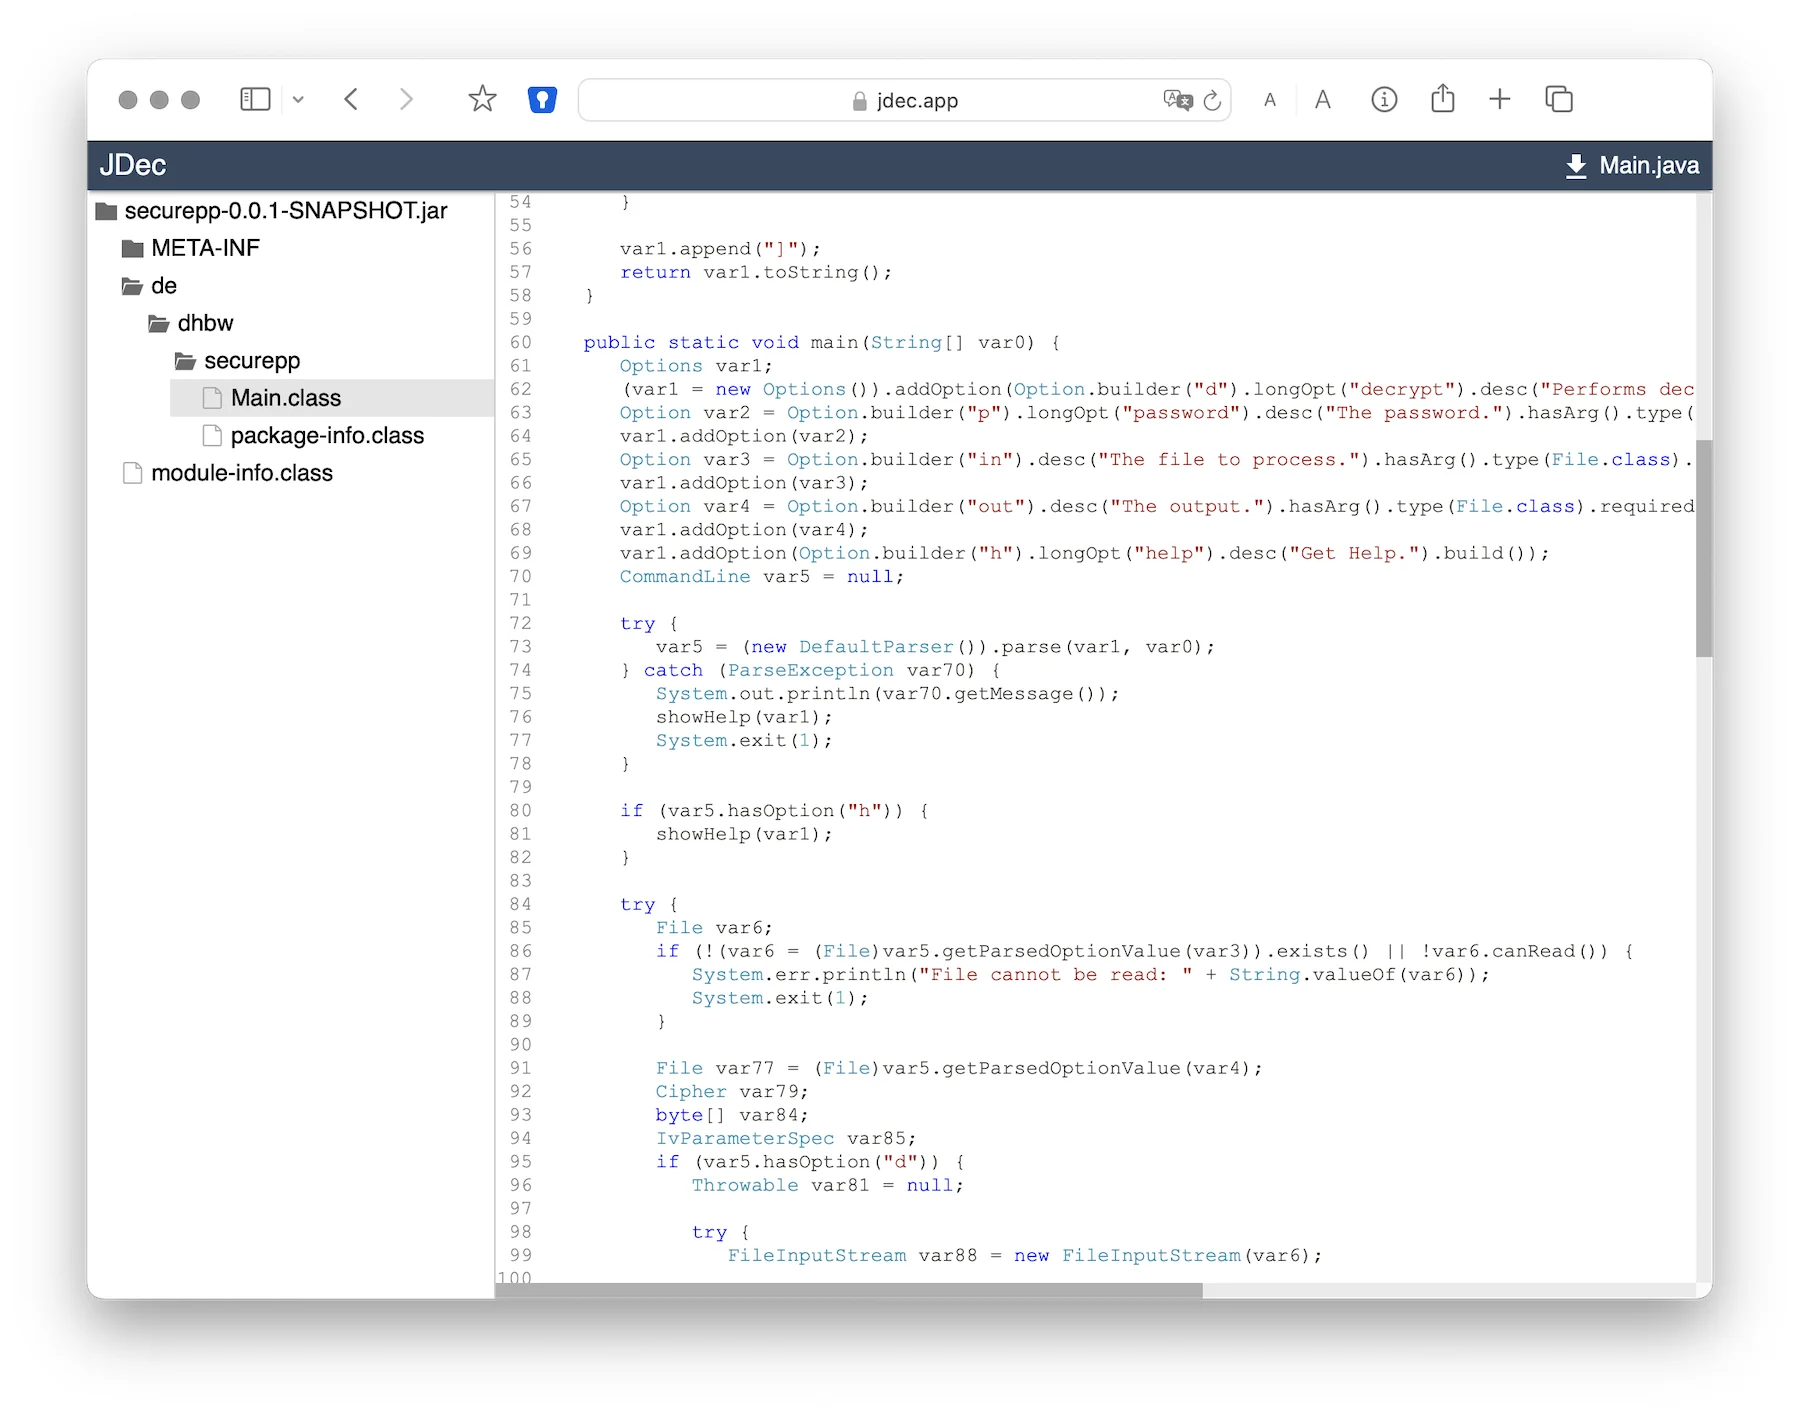 jdec.app
A A
JDec
Main.java
securepp-0.0.1-SNAPSHOT.jar
META-INF
de
dhbw
securepp
Main.class
package-info.class
module-info.class
54 }
55
56 var1.append("]");
57 return var1.toString();
58 }
59
60 public static void main(String[] var0) {
61 Options var1;
62 (var1 = new Options()).addOption(Option.builder("d").longOpt("decrypt").desc("Performs dec
63 Option var2 = Option.builder("p").longOpt("password").desc("The password.").hasArg().type(
64 var1.addOption(var2);
65 Option var3 = Option.builder("in").desc("The file to process.").hasArg().type(File.class).
66 var1.addOption(var3);
67 Option var4 = Option.builder("out").desc("The output.").hasArg().type(File.class).required
68 var1.addOption(var4);
69 var1.addOption(Option.builder("h").longOpt("help").desc("Get Help.").build());
70 CommandLine var5 = null;
71
72 try {
73 var5 = (new DefaultParser()).parse(var1, var0);
74 } catch (ParseException var70) {
75 System.out.println(var70.getMessage());
76 showHelp(var1);
77 System.exit(1);
78 }
79
80 if (var5.hasOption("h")) {
81 showHelp(var1);
82 }
83
84 try {
85 File var6;
86 if (!(var6 = (File)var5.getParsedOptionValue(var3)).exists() || !var6.canRead()) {
87 System.err.println("File cannot be read: " + String.valueOf(var6));
88 System.exit(1);
89 }
90
91 File var77 = (File)var5.getParsedOptionValue(var4);
92 Cipher var79;
93 byte[] var84;
94 IvParameterSpec var85;
95 if (var5.hasOption("d")) {
96 Throwable var81 = null;
97
98 try {
99 FileInputStream var88 = new FileInputStream(var6);
100